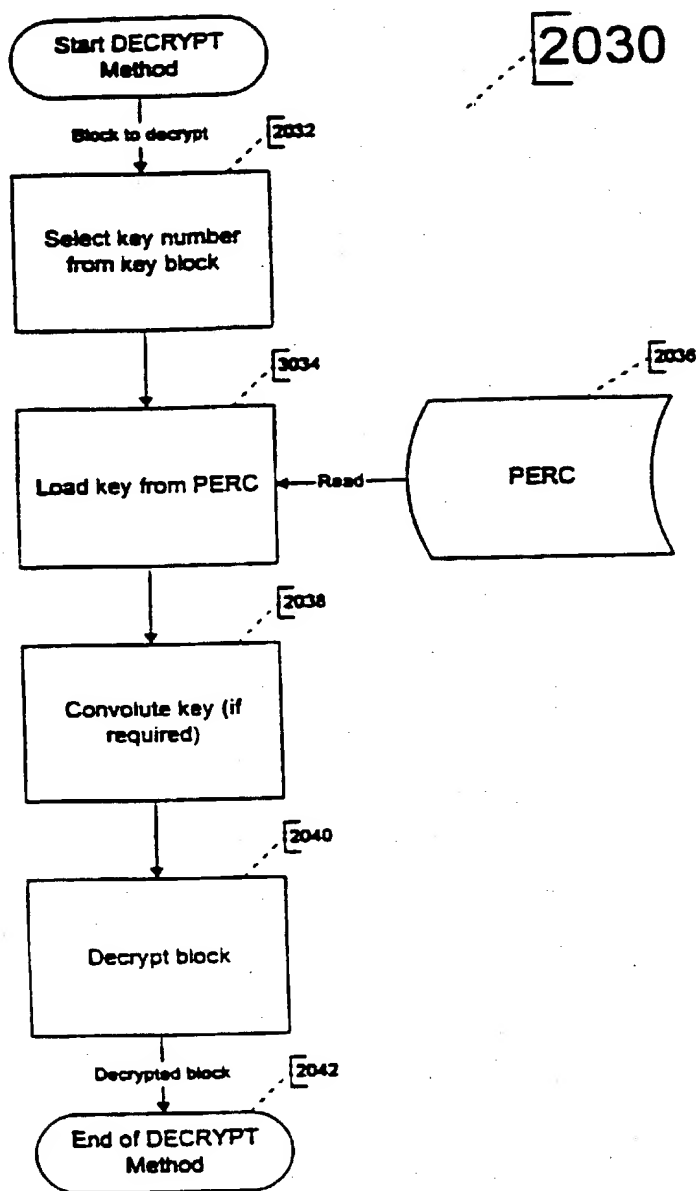 Start DECRYPT
Method
2030
Block to decrypt
2032
Select key number
from key block
3034
2036
Load key from PERC
Read
PERC
2038
Convolute key (if
required)
2040
Decrypt block
Decrypted block
2042
End of DECRYPT
Method